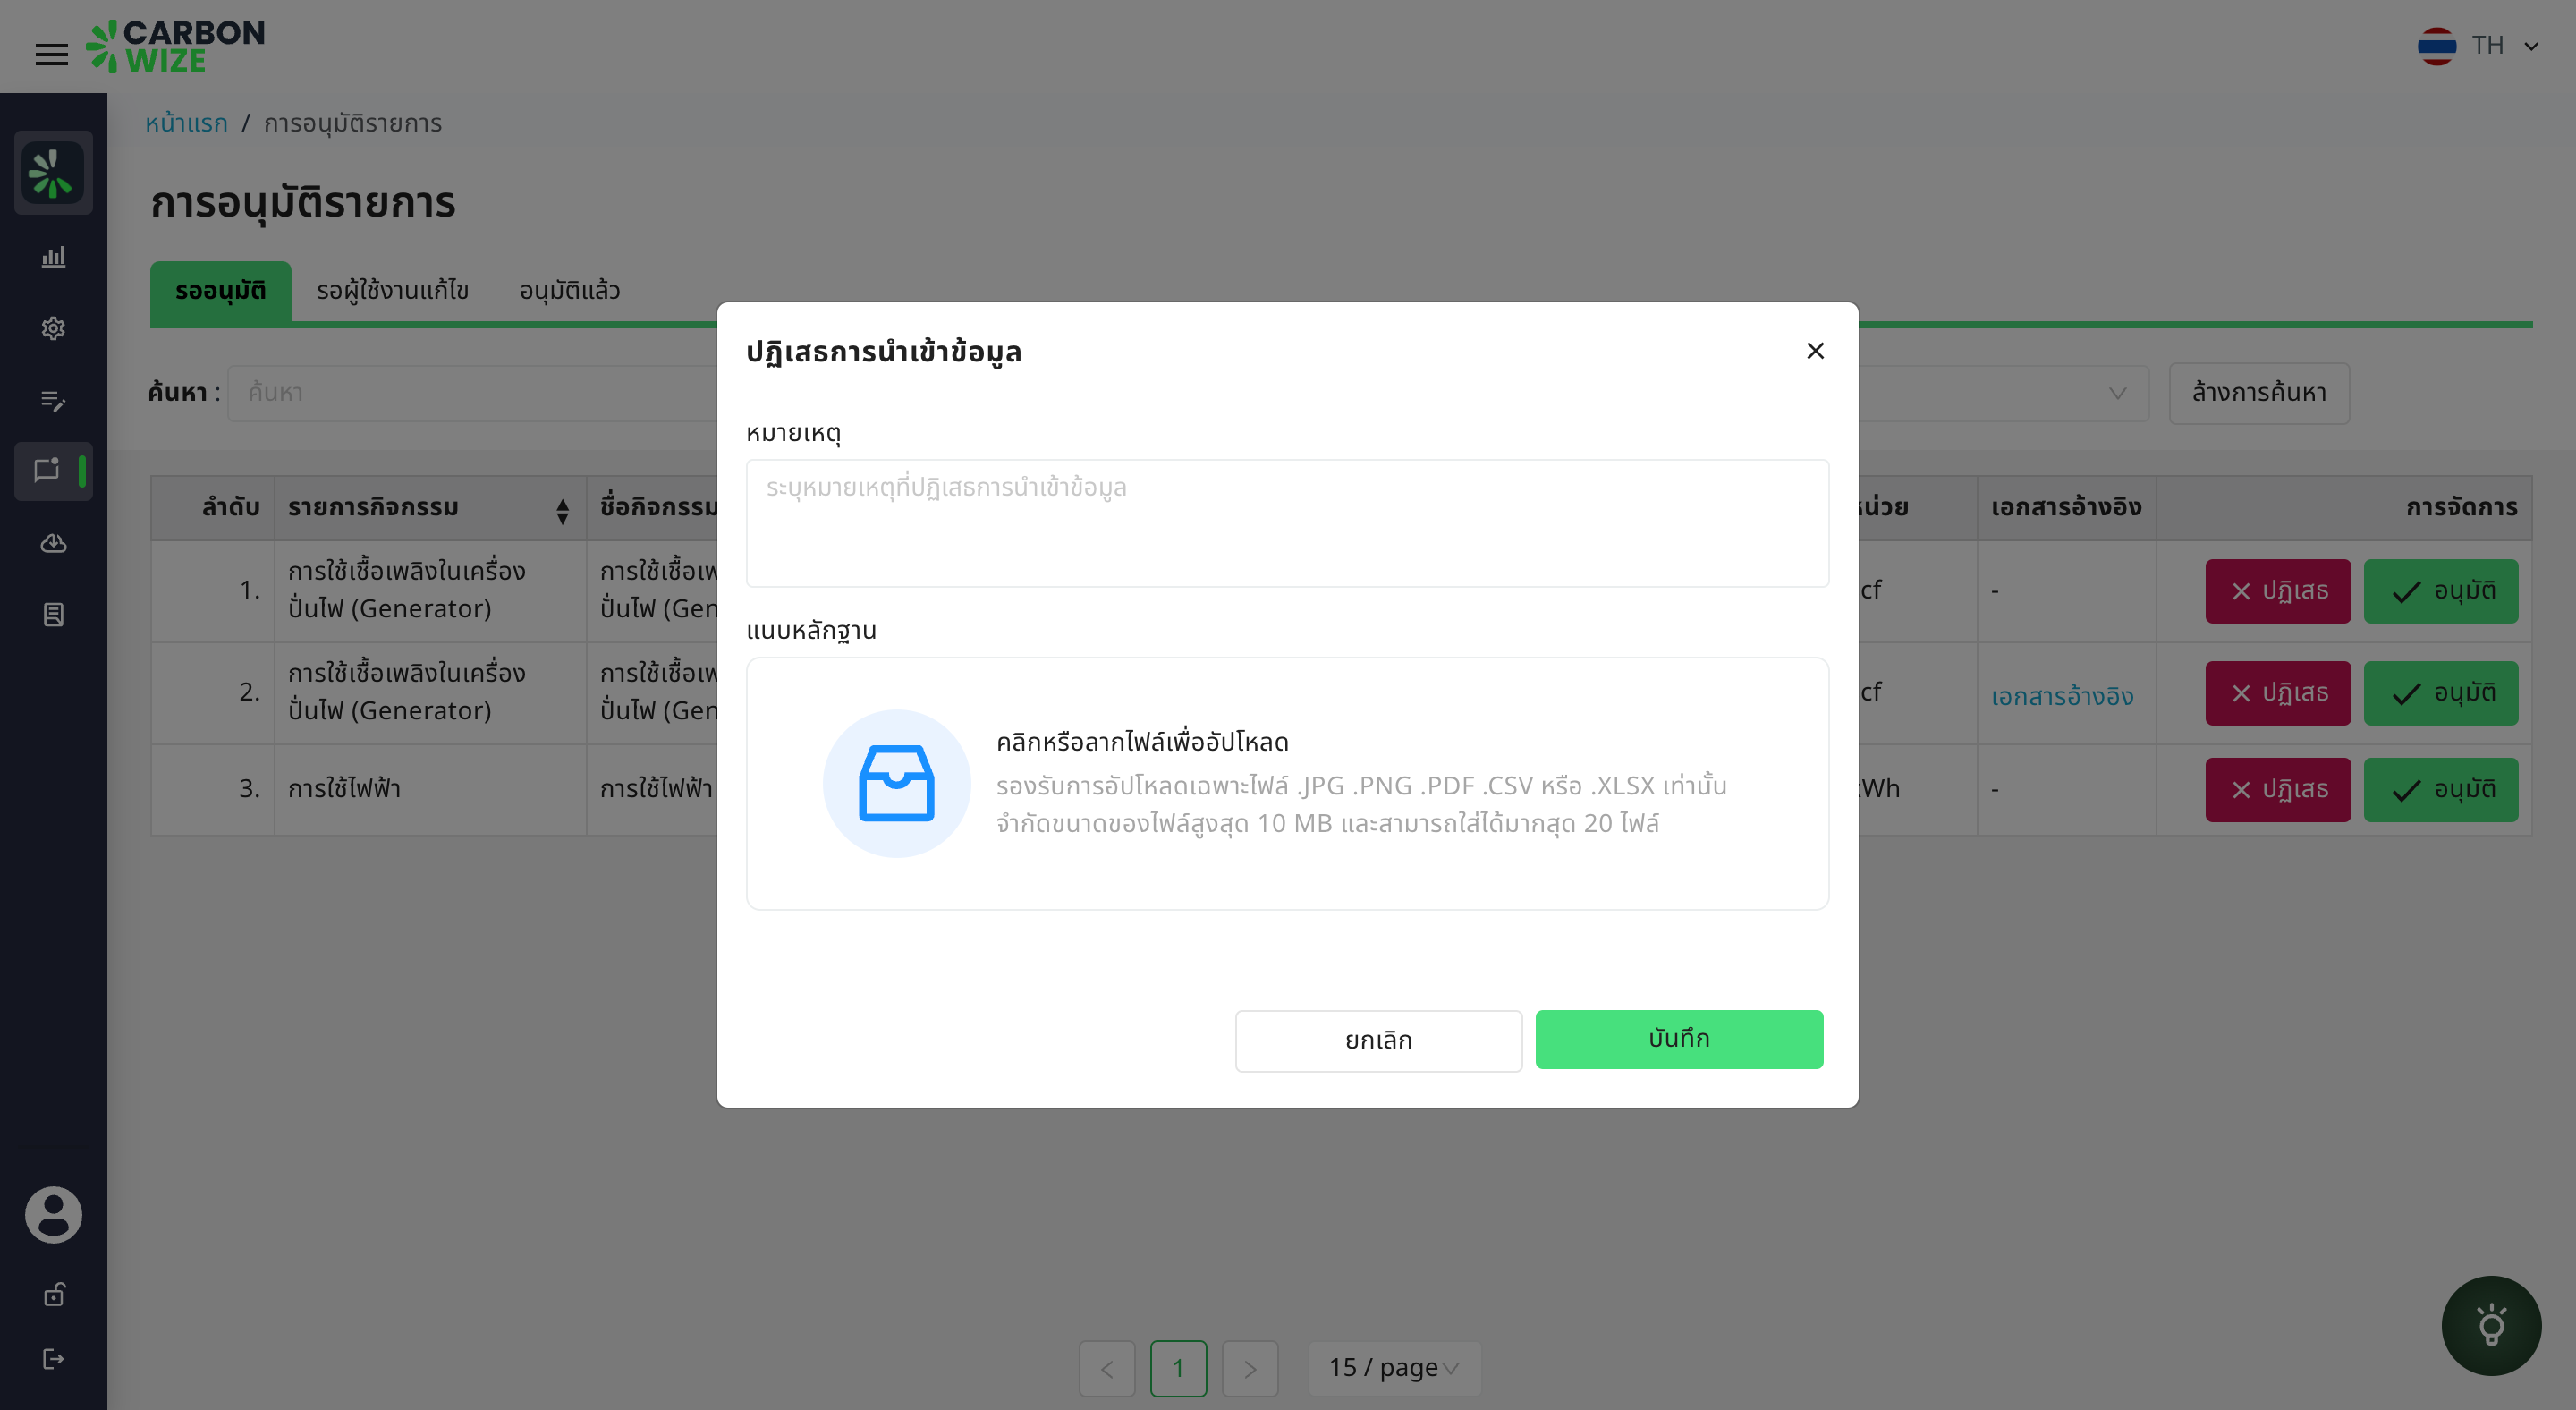 CARBON
WIZE
TH
หน้าแรก / การอนุมัติรายการ
การอนุมัติรายการ
รออนุมัติ รอผู้ใช้งานแก้ไข อนุมัติแล้ว
ค้นหา : ค้นหา
ล้างการค้นหา
ลำดับ รายการกิจกรรม ชื่อกิจกรรม น่วย เอกสารอ้างอิง การจัดการ
1. การใช้เชื้อเพลิงในเครื่อง
ปั่นไฟ (Generator)
การใช้เชื้อเพ
ปั่นไฟ (Gen
cf - ปฏิเสธ อนุมัติ
2. การใช้เชื้อเพลิงในเครื่อง
ปั่นไฟ (Generator)
การใช้เชื้อเพ
ปั่นไฟ (Gen
cf เอกสารอ้างอิง ปฏิเสธ อนุมัติ
3. การใช้ไฟฟ้า การใช้ไฟฟ้า Wh - ปฏิเสธ อนุมัติ
ปฏิเสธการนำเข้าข้อมูล
หมายเหตุ
ระบุหมายเหตุที่ปฏิเสธการนำเข้าข้อมูล
แนบหลักฐาน
คลิกหรือลากไฟล์เพื่ออัปโหลด
รองรับการอัปโหลดเฉพาะไฟล์ .JPG .PNG .PDF .CSV หรือ .XLSX เท่านั้น
จำกัดขนาดของไฟล์สูงสุด 10 MB และสามารถใส่ได้มากสุด 20 ไฟล์
ยกเลิก บันทึก
1 15 / page